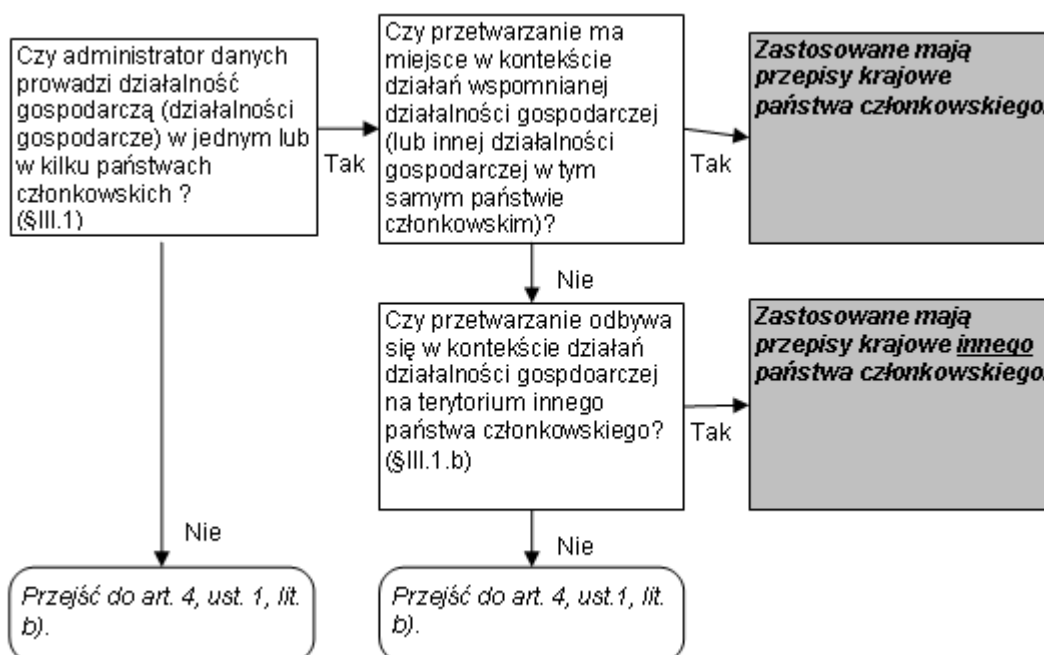 Czy administrator danych
prowadzi działalność
gospodarczą (działalności
gospodarcze) w jednym lub
w kilku państwach
członkowskich ?
(§III.1)
Tak
Czy przetwarzanie ma
miejsce w kontekście
działań wspomnianej
działalności gospodarczej
(lub innej działalności
gospodarczej w tym
samym państwie
członkowskim)?
Tak
Zastosowane mają
przepisy krajowe
państwa członkowskiego
Nie
Czy przetwarzanie odbywa
się w kontekście działań
działalności gospdoarczej
na terytorium innego
państwa członkowskiego?
(§III.1.b)
Tak
Zastosowane mają
przepisy krajowe innego
państwa członkowskiego
Nie
Nie
Przejść do art. 4, ust. 1, lit.
b).
Przejść do art. 4, ust.1, lit.
b).